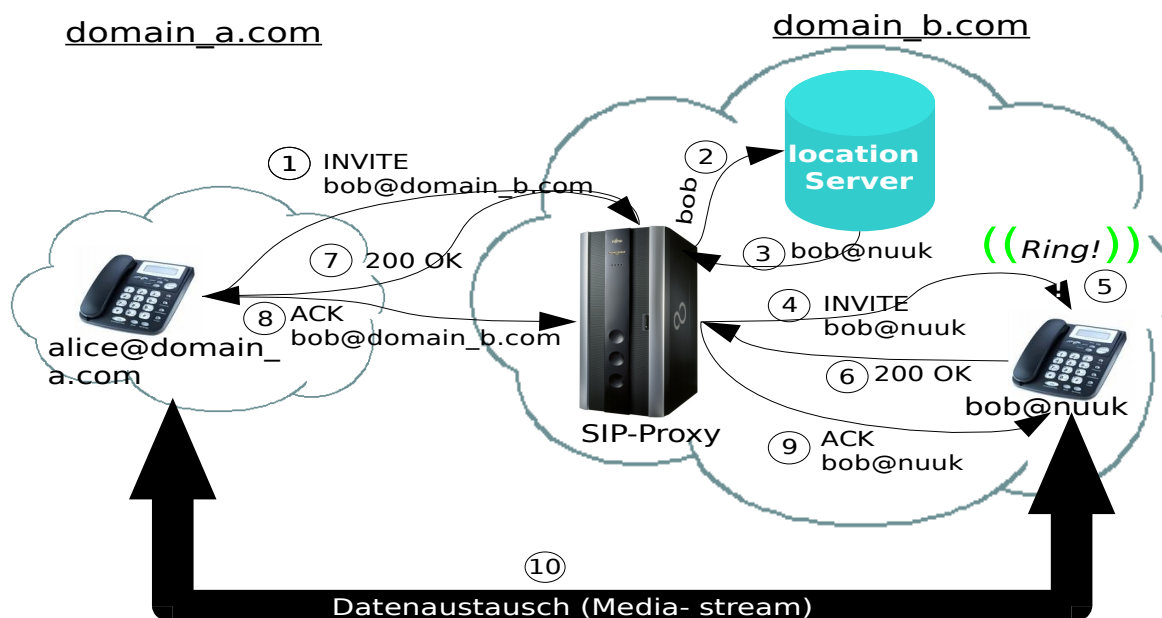 domain_a.com
domain_b.com
1 INVITE
bob@domain_b.com
2
bob
location
Server
3 bob@nuuk
((Ring!))
!
5
4 INVITE
bob@nuuk
7 200 OK
8 ACK
bob@domain_b.com
alice@domain_
a.com
6 200 OK
bob@nuuk
SIP-Proxy
9 ACK
bob@nuuk
10
Datenaustausch (Media- stream)